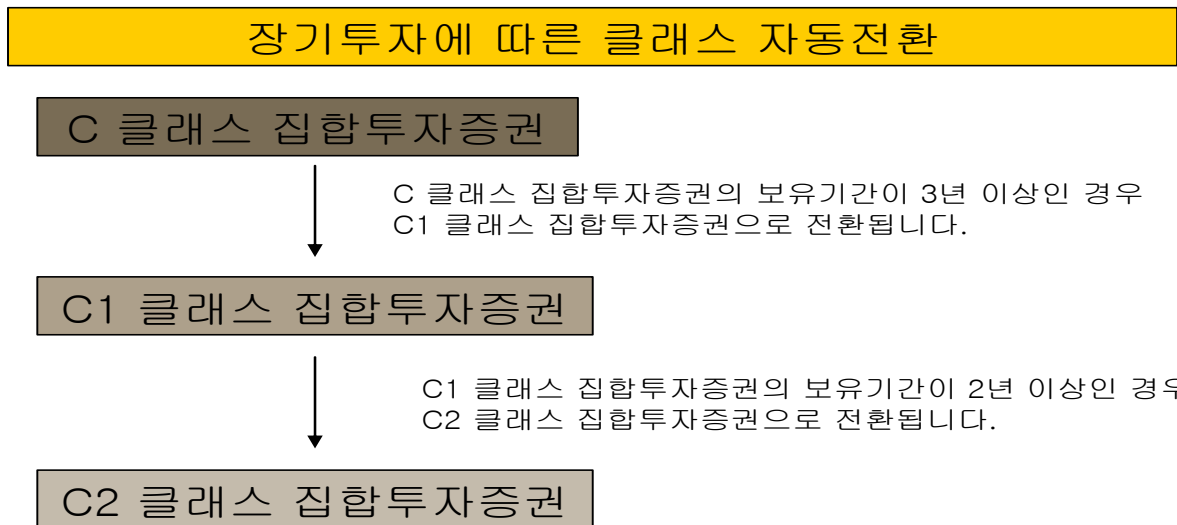 장기투자에 따른 클래스 자동전환
C 클래스 집합투자증권
C 클래스 집합투자증권의 보유기간이 3년 이상인 경우
C1 클래스 집합투자증권으로 전환됩니다.
C1 클래스 집합투자증권
C1 클래스 집합투자증권의 보유기간이 2년 이상인 경우
C2 클래스 집합투자증권으로 전환됩니다.
C2 클래스 집합투자증권